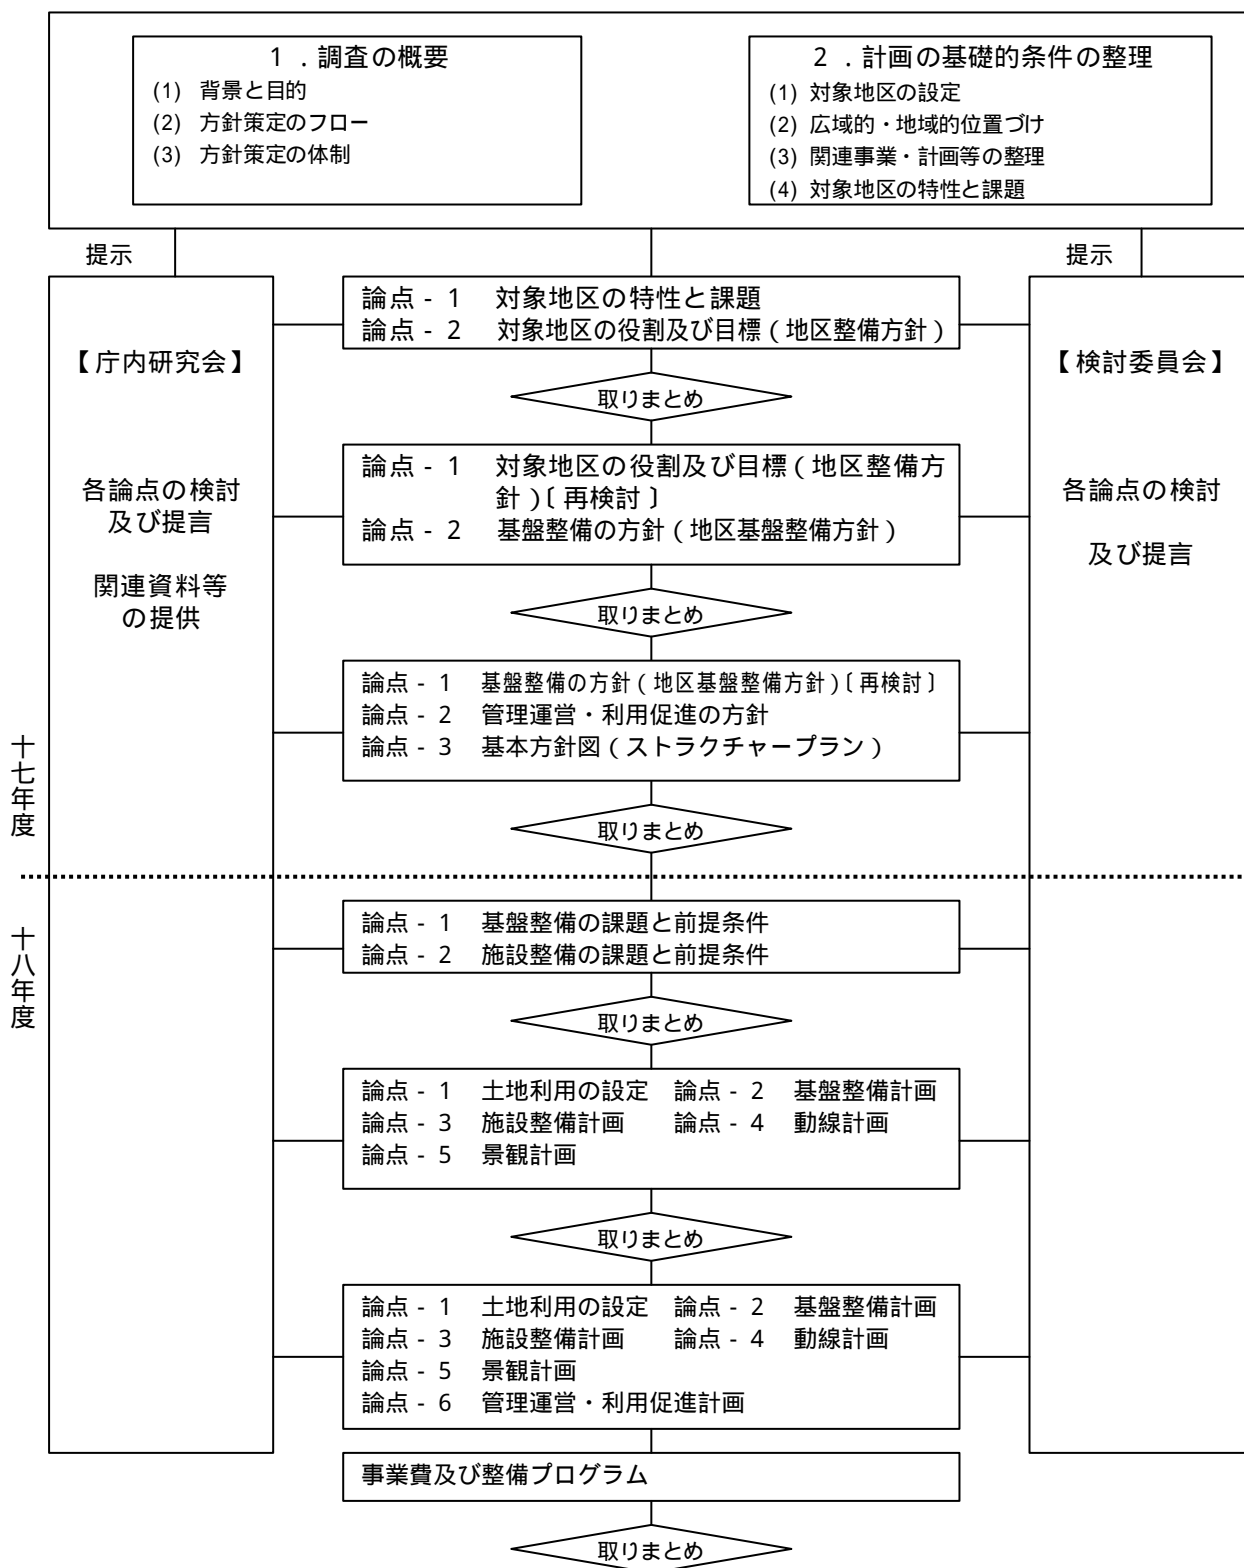 1 . 調査の概要
(1) 背景と目的
(2) 方針策定のフロー
(3) 方針策定の体制
2 . 計画の基礎的条件の整理
(1) 対象地区の設定
(2) 広域的・地域的位置づけ
(3) 関連事業・計画等の整理
(4) 対象地区の特性と課題
提示
提示
【庁内研究会】
各論点の検討
及び提言
関連資料等
の提供
論点 - 1 対象地区の特性と課題
論点 - 2 対象地区の役割及び目標(地区整備方針)
取りまとめ
論点 - 1 対象地区の役割及び目標(地区整備方
針)〔再検討〕
論点 - 2 基盤整備の方針(地区基盤整備方針)
取りまとめ
論点 - 1 基盤整備の方針(地区基盤整備方針)〔再検討〕
論点 - 2 管理運営・利用促進の方針
論点 - 3 基本方針図(ストラクチャープラン)
取りまとめ
【検討委員会】
各論点の検討
及び提言
十七年度
十八年度
論点 - 1 基盤整備の課題と前提条件
論点 - 2 施設整備の課題と前提条件
取りまとめ
論点 - 1 土地利用の設定 論点 - 2 基盤整備計画
論点 - 3 施設整備計画 論点 - 4 動線計画
論点 - 5 景観計画
取りまとめ
論点 - 1 土地利用の設定 論点 - 2 基盤整備計画
論点 - 3 施設整備計画 論点 - 4 動線計画
論点 - 5 景観計画
論点 - 6 管理運営・利用促進計画
事業費及び整備プログラム
取りまとめ